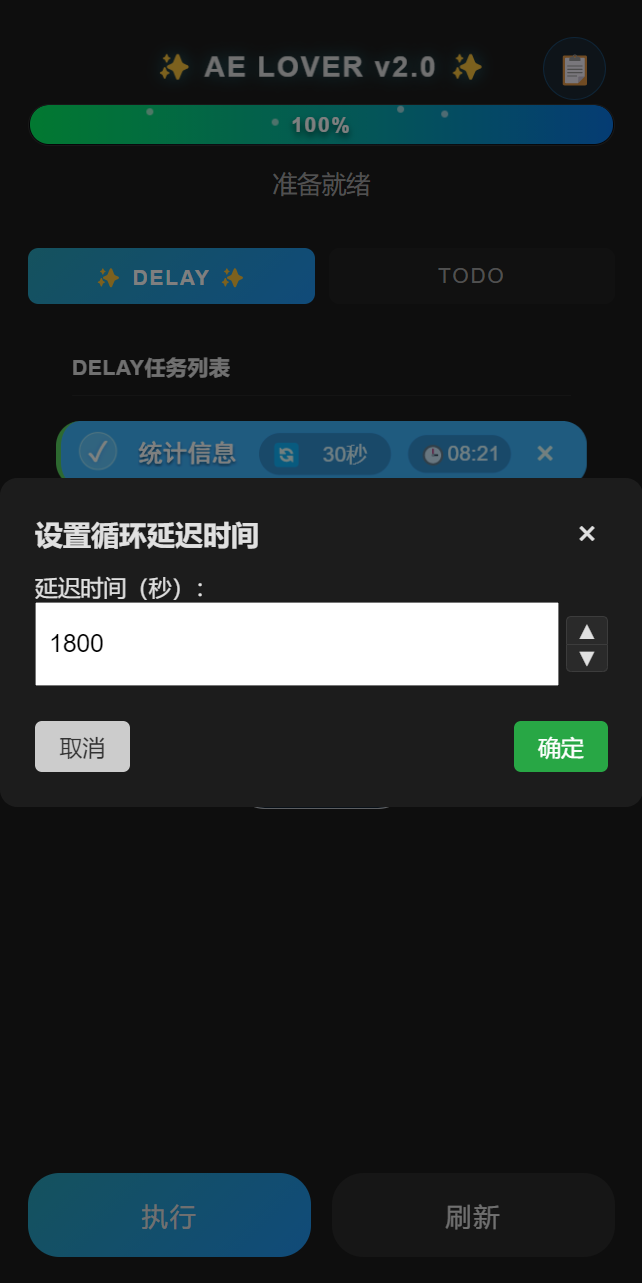 ✨ AE LOVER v2.0 ✨
100%
准备就绪
✨ DELAY ✨ TODO
DELAY任务列表
统计信息 30秒 08:21 ×
设置循环延迟时间 ×
延迟时间（秒）:
1800
▲
▼
取消 确定
执行 刷新